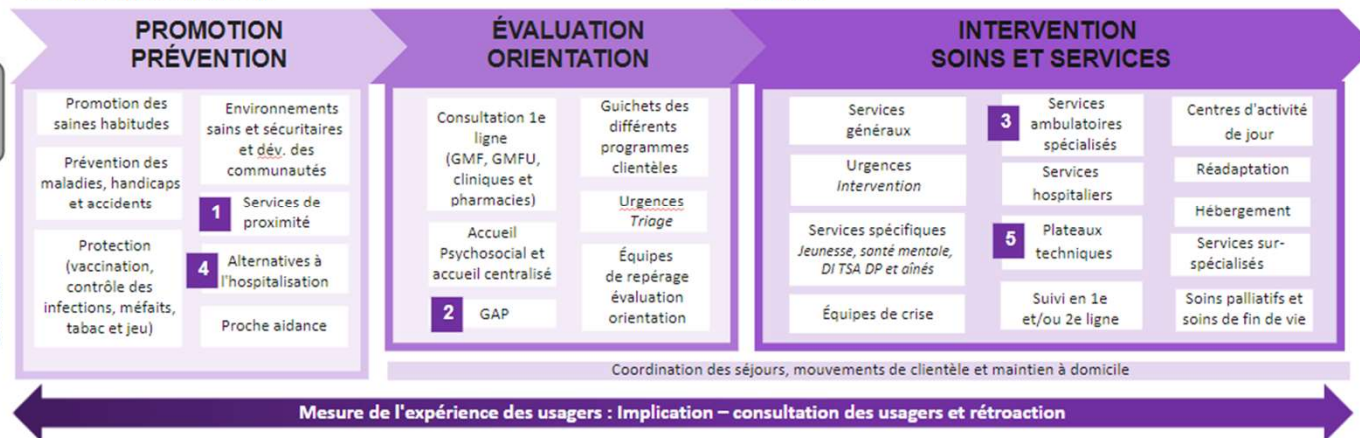 PROMOTION
PRÉVENTION
Promotion des
saines habitudes
Prévention des
maladies, handicaps
et accidents
Protection
(vaccination,
contrôle des
infections, méfaits,
tabac et jeu)
Environnements
sains et sécuritaires
et dév. des
communautés
1 Services de
proximité
4 Alternatives à
l'hospitalisation
Proche aidance
ÉVALUATION
ORIENTATION
Consultation 1e
ligne
(GMF, GMFU,
cliniques et
pharmacies)
Accueil
Psychosocial et
accueil centralisé
2 GAP
Guichets des
différents
programmes
clientèles
Urgences
Triage
Équipes
de repérage
évaluation
orientation
INTERVENTION
SOINS ET SERVICES
Services
généraux
Urgences
Intervention
Services spécifiques
Jeunesse, santé mentale,
DI TSA DP et aînés
Équipes de crise
3 Services
ambulatoires
spécialisés
Services
hospitaliers
5 Plateaux
techniques
Suivi en 1e
et/ou 2e ligne
Centres d'activité
de jour
Réadaptation
Hébergement
Services sur-
spécialisés
Soins palliatifs et
soins de fin de vie
Coordination des séjours, mouvements de clientèle et maintien à domicile
Mesure de l'expérience des usagers : Implication – consultation des usagers et rétroaction